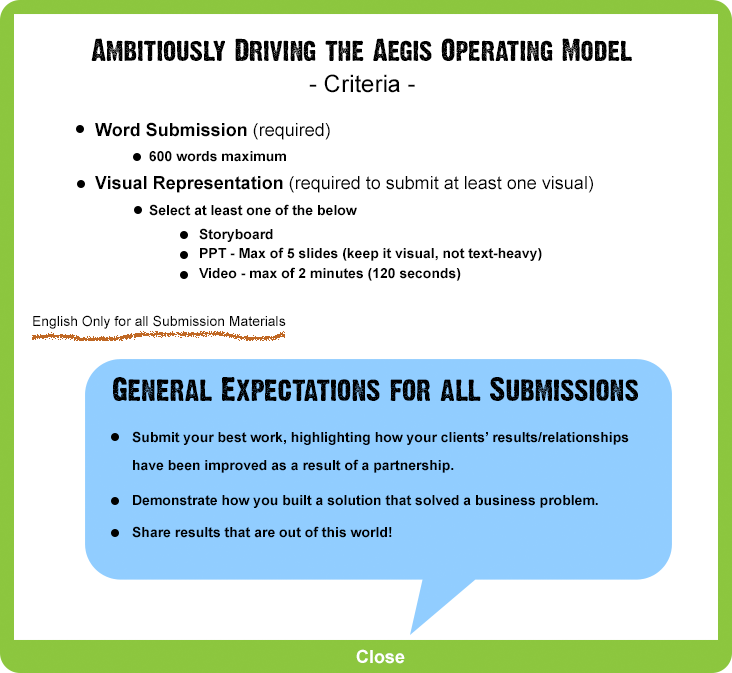 AMBITIOUSLY DRIVING THE AEGIS OPERATING MODEL
- Criteria -
• Word Submission (required)
• 600 words maximum
• Visual Representation (required to submit at least one visual)
• Select at least one of the below
• Storyboard
• PPT - Max of 5 slides (keep it visual, not text-heavy)
• Video - max of 2 minutes (120 seconds)
English Only for all Submission Materials
GENERAL EXPECTATIONS FOR ALL SUBMISSIONS
• Submit your best work, highlighting how your clients’ results/relationships
have been improved as a result of a partnership.
• Demonstrate how you built a solution that solved a business problem.
• Share results that are out of this world!
Close